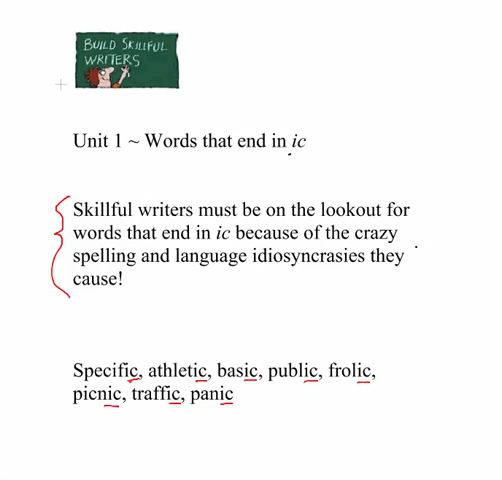 BUILD SKILLFUL
WRITERS
Unit 1 ~ Words that end in ic
Skillful writers must be on the lookout for
words that end in ic because of the crazy
spelling and language idiosyncrasies they
cause!
Specific, athletic, basic, public, frolic,
picnic, traffic, panic